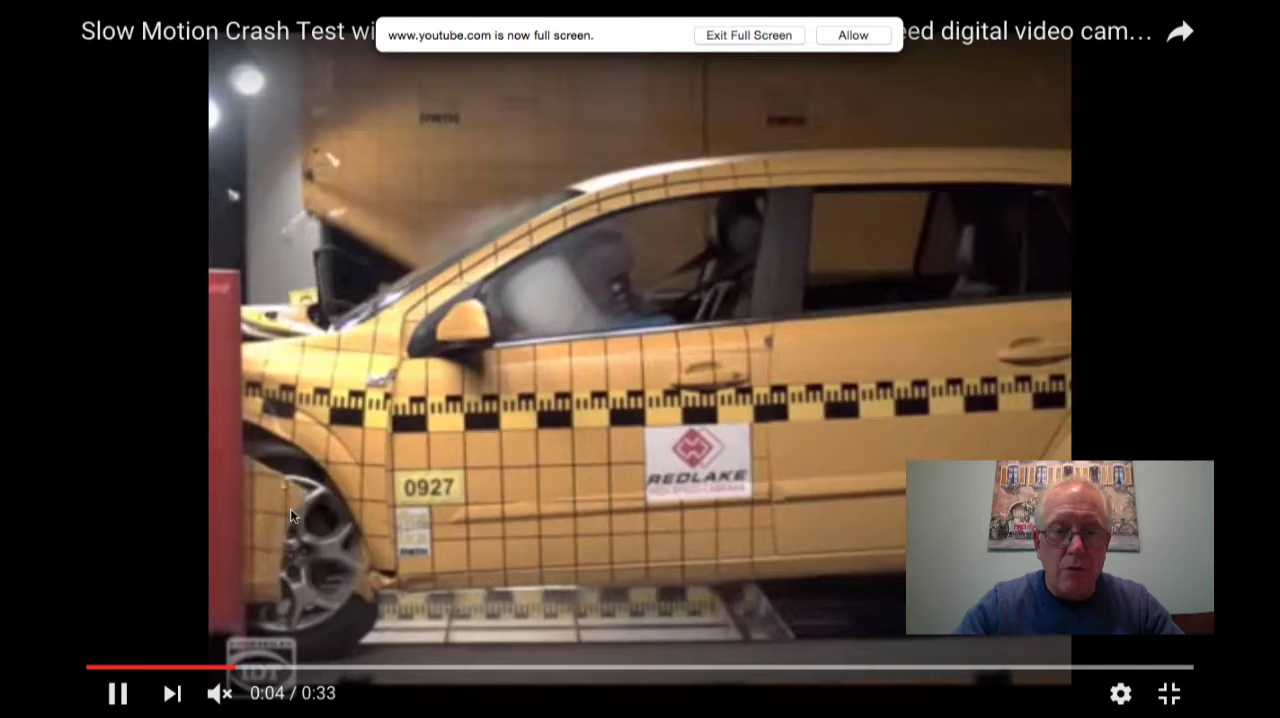 Slow Motion Crash Test wi
www.youtube.com is now full screen.
Exit Full Screen
Allow
eed digital video cam...
REDLAKE
0927
IDT
0:04 / 0:33